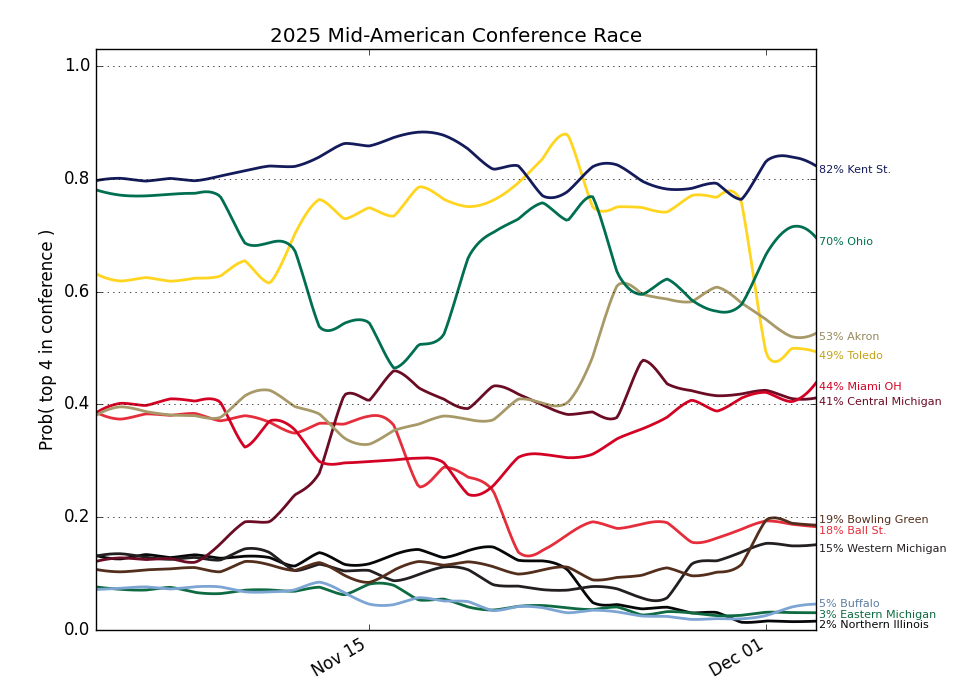 2025 Mid-American Conference Race
Prob( top 4 in conference )
1.0
0.8
0.6
0.4
0.2
0.0
Nov 15
Dec 01
82% Kent St.
70% Ohio
53% Akron
49% Toledo
44% Miami OH
41% Central Michigan
19% Bowling Green
18% Ball St.
15% Western Michigan
5% Buffalo
3% Eastern Michigan
2% Northern Illinois